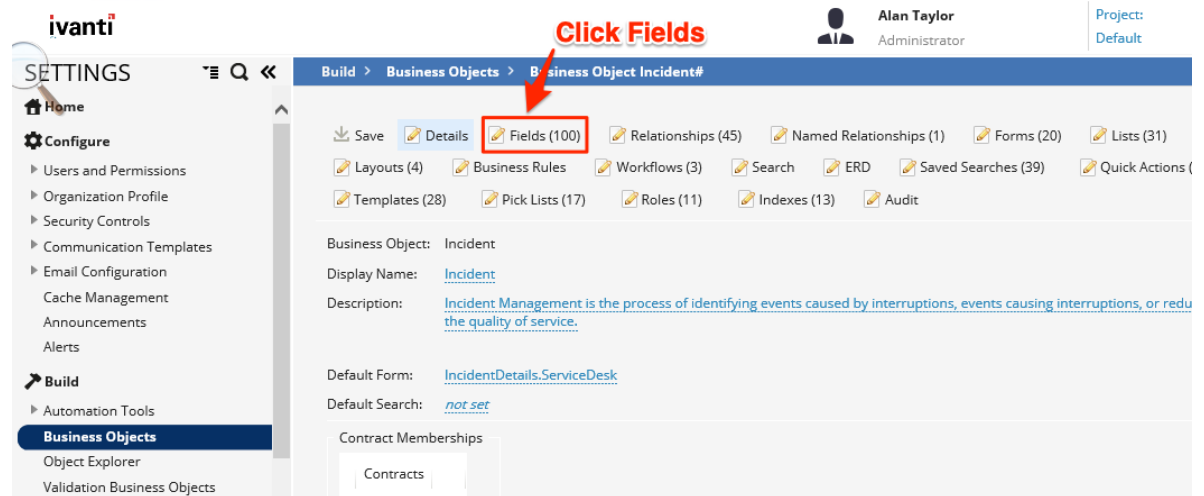 ivanti
Click Fields
Alan Taylor
Administrator
Project:
Default
SETTINGS
Build > Business Objects > Business Object Incident#
Home
Configure
Users and Permissions
Organization Profile
Security Controls
Communication Templates
Email Configuration
Cache Management
Announcements
Alerts
Build
Automation Tools
Business Objects
Object Explorer
Validation Business Objects
Save Details Fields (100) Relationships (45) Named Relationships (1) Forms (20) Lists (31)
Layouts (4) Business Rules Workflows (3) Search ERD Saved Searches (39) Quick Actions (
Templates (28) Pick Lists (17) Roles (11) Indexes (13) Audit
Business Object: Incident
Display Name: Incident
Description: Incident Management is the process of identifying events caused by interruptions, events causing interruptions, or redu
the quality of service.
Default Form: IncidentDetails.ServiceDesk
Default Search: not set
Contract Memberships
Contracts